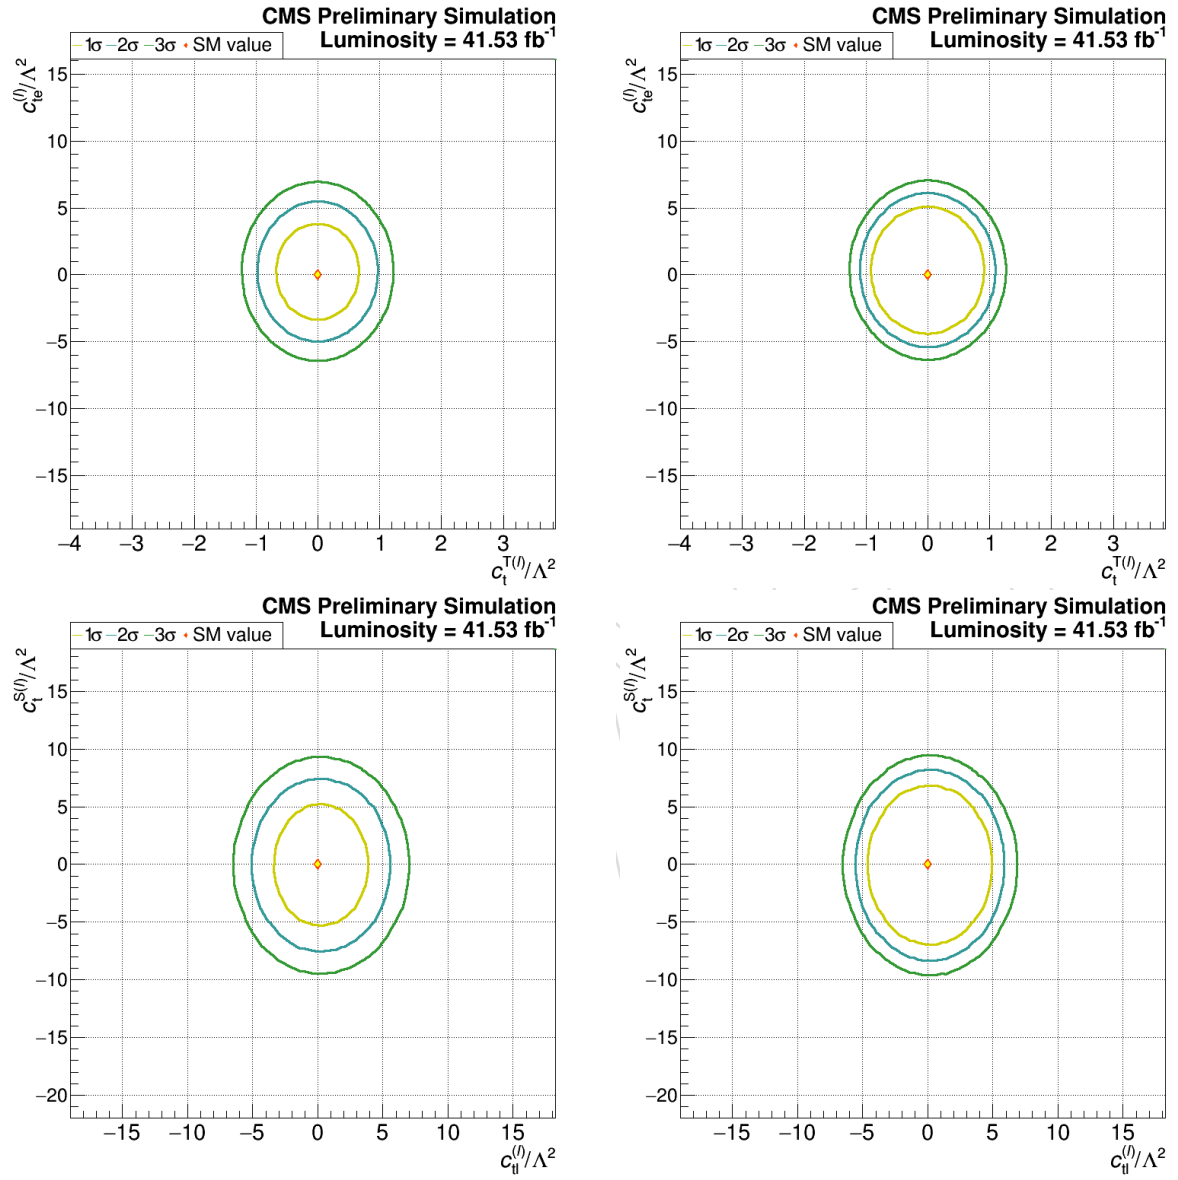 CMS Preliminary Simulation
Luminosity = 41.53 fb⁻¹
1σ 2σ 3σ SM value
c_te^(l)/Λ²
15
10
5
0
−5
−10
−15
−4 −3 −2 −1 0 1 2 3
c_t^T(l)/Λ²
CMS Preliminary Simulation
Luminosity = 41.53 fb⁻¹
1σ 2σ 3σ SM value
c_te^(l)/Λ²
15
10
5
0
−5
−10
−15
−4 −3 −2 −1 0 1 2 3
c_t^T(l)/Λ²
CMS Preliminary Simulation
Luminosity = 41.53 fb⁻¹
1σ 2σ 3σ SM value
c_t^S(l)/Λ²
15
10
5
0
−5
−10
−15
−20
−15 −10 −5 0 5 10 15
c_tl^(l)/Λ²
CMS Preliminary Simulation
Luminosity = 41.53 fb⁻¹
1σ 2σ 3σ SM value
c_t^S(l)/Λ²
15
10
5
0
−5
−10
−15
−20
−15 −10 −5 0 5 10 15
c_tl^(l)/Λ²